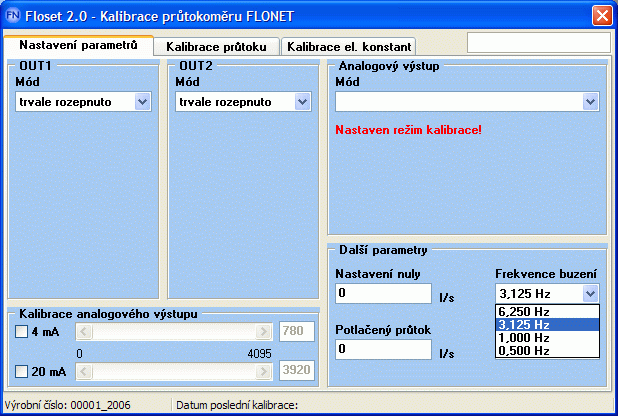 FN Floset 2.0 - Kalibrace průtokoměru FLONET
Nastavení parametrů
Kalibrace průtoku
Kalibrace el. konstant
OUT1
Mód
trvale rozepnuto
OUT2
Mód
trvale rozepnuto
Analogový výstup
Mód
Nastaven režim kalibrace!
Další parametry
Nastavení nuly
0 l/s
Potlačený průtok
0 l/s
Frekvence buzení
3,125 Hz
6,250 Hz
3,125 Hz
1,000 Hz
0,500 Hz
Kalibrace analogového výstupu
4 mA 780
0 4095
20 mA 3920
Výrobní číslo: 00001_2006
Datum poslední kalibrace: